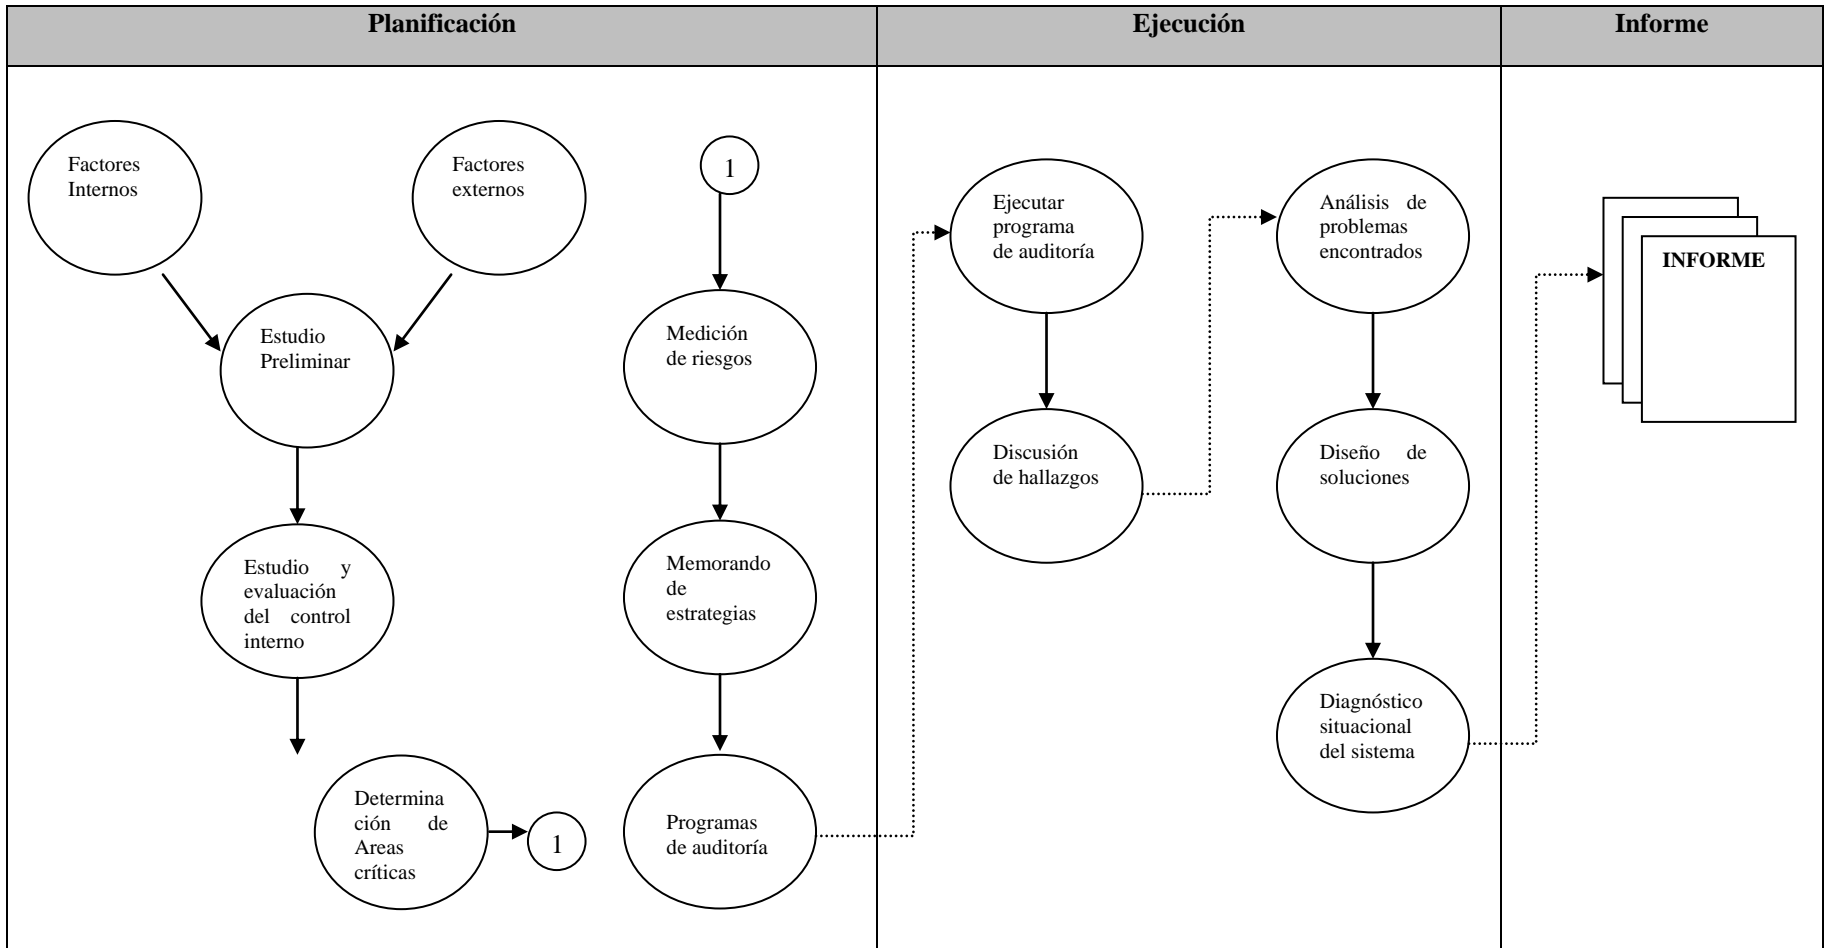 Planificación
Ejecución
Informe
Factores
Internos
Factores
externos
Estudio
Preliminar
Estudio y
evaluación
del control
interno
Determina
ción de
Areas
críticas
1
1
Medición
de riesgos
Memorando
de
estrategias
Programas
de auditoría
Ejecutar
programa
de auditoría
Discusión
de hallazgos
Análisis de
problemas
encontrados
Diseño de
soluciones
Diagnóstico
situacional
del sistema
INFORME